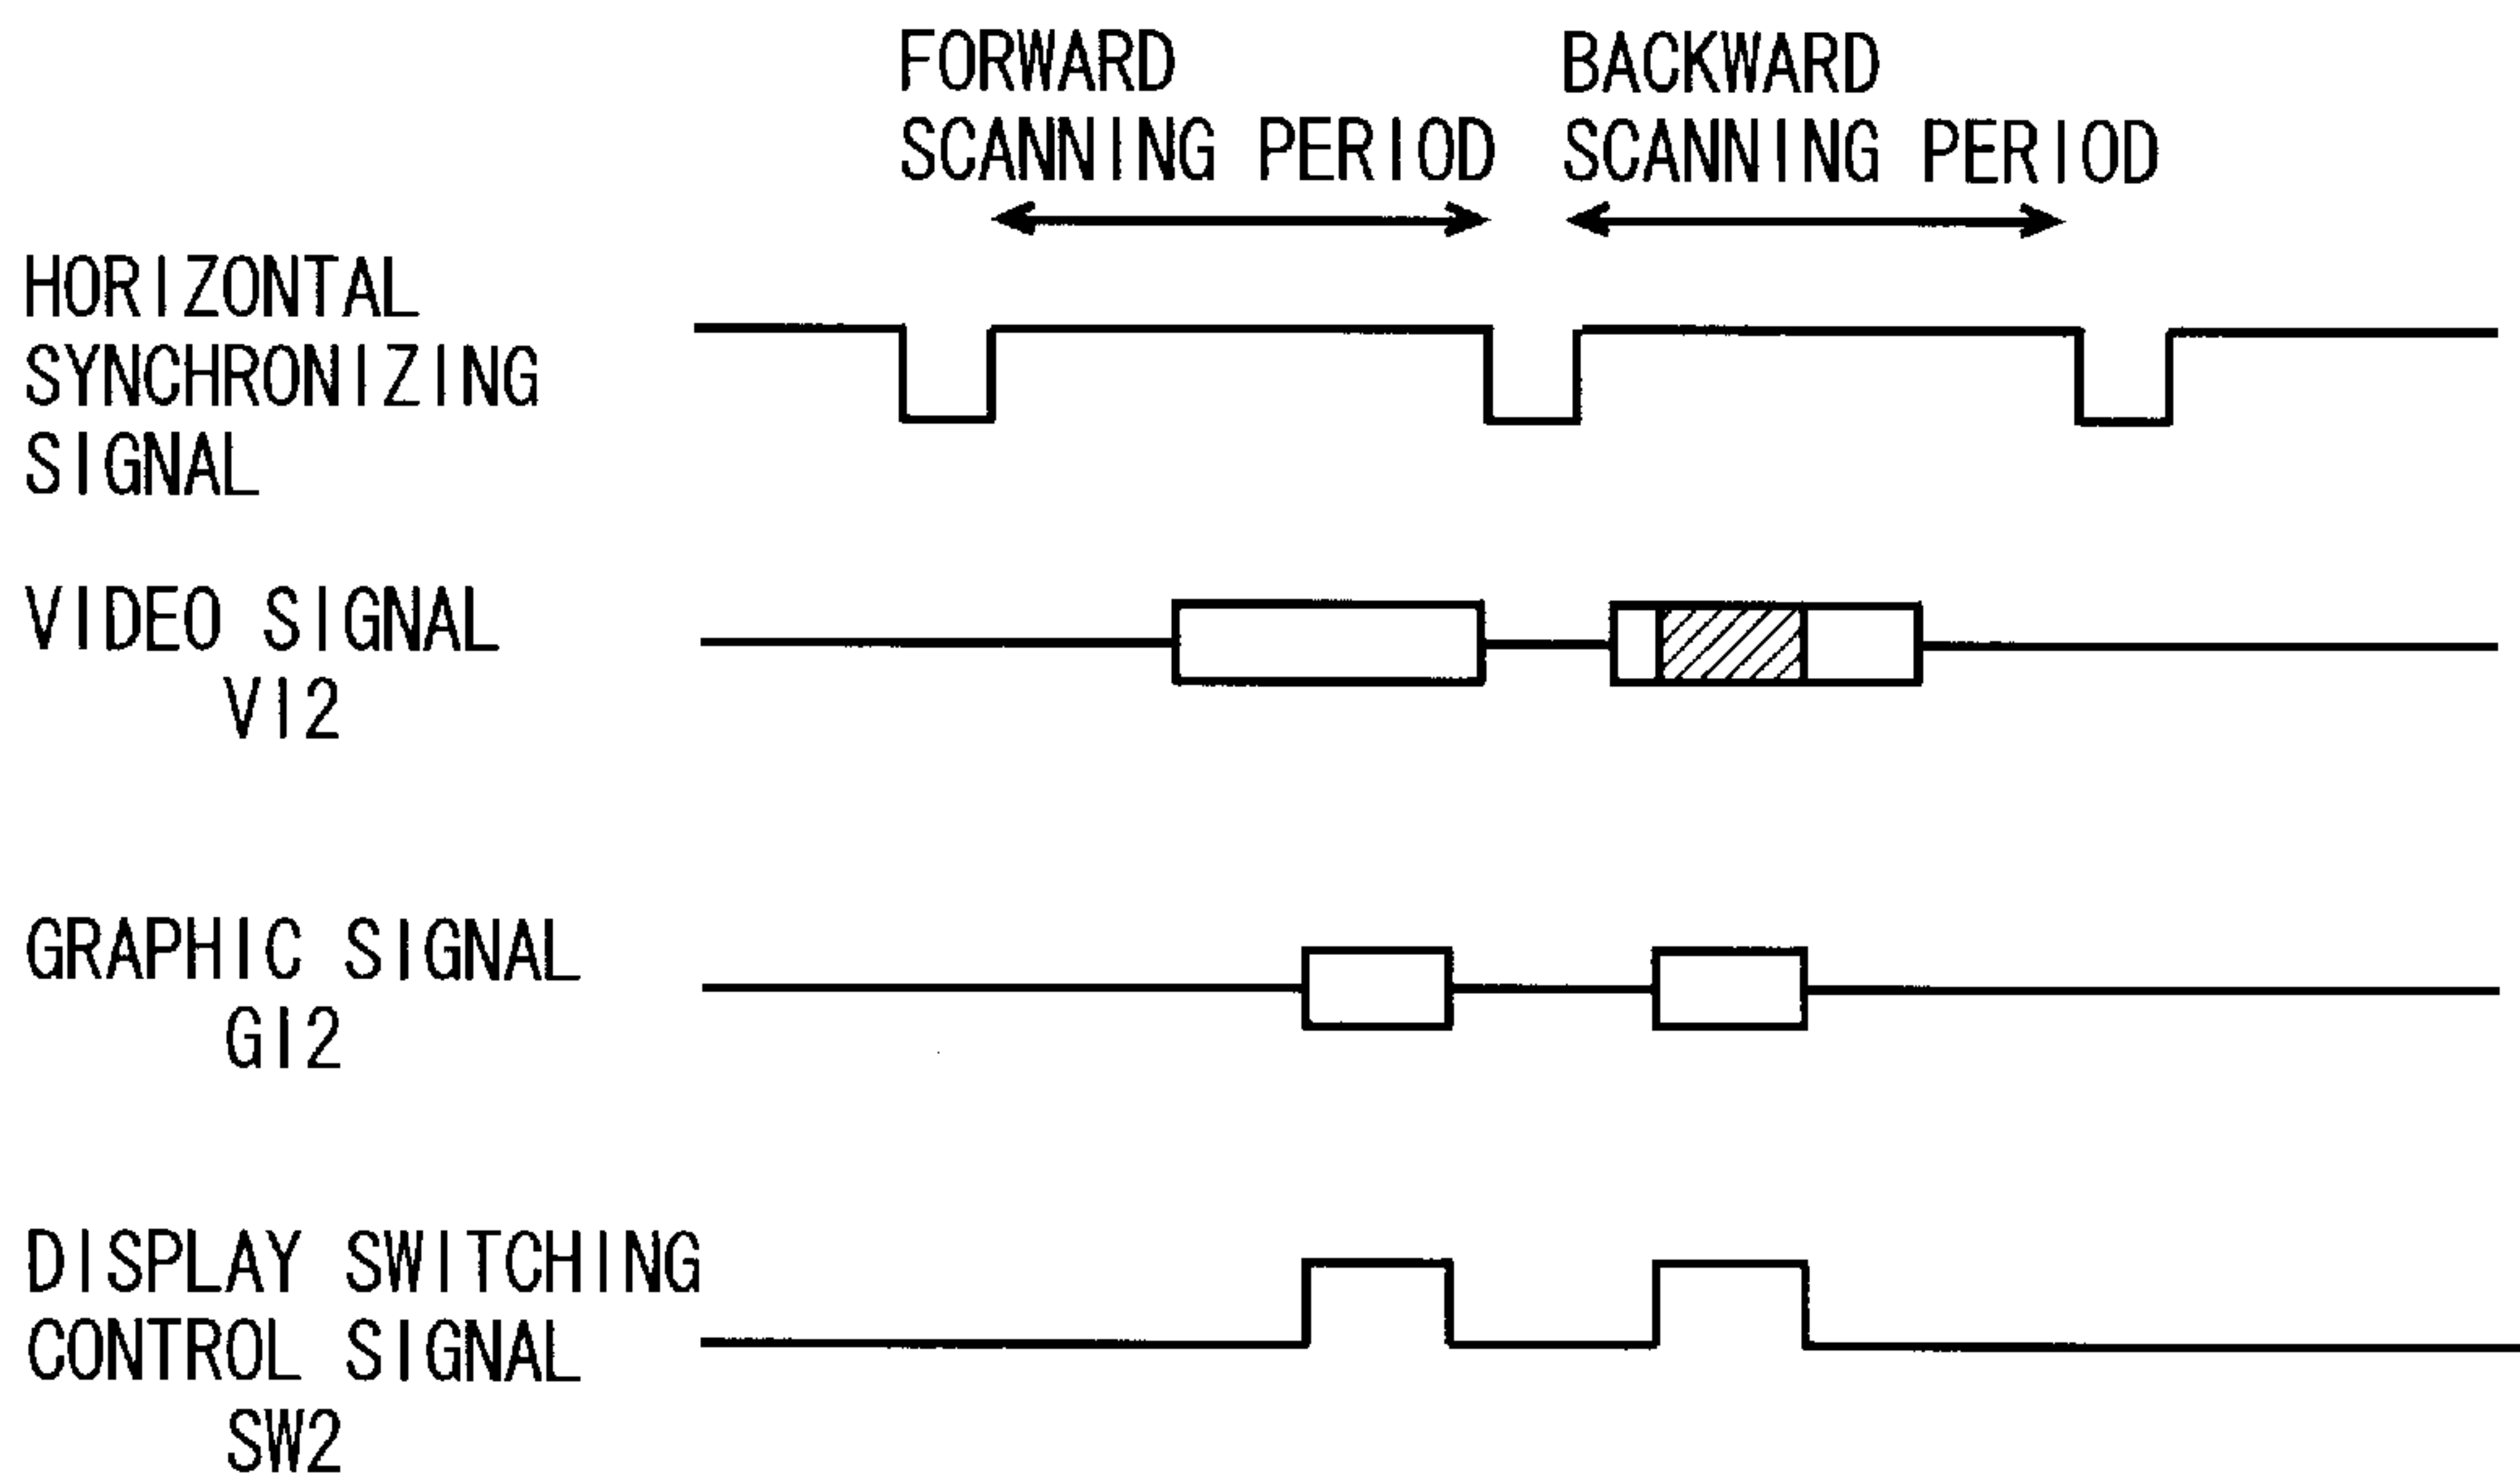 FORWARD
SCANNING PERIOD
BACKWARD
SCANNING PERIOD
HORIZONTAL
SYNCHRONIZING
SIGNAL
VIDEO SIGNAL
VI2
GRAPHIC SIGNAL
GI2
DISPLAY SWITCHING
CONTROL SIGNAL
SW2